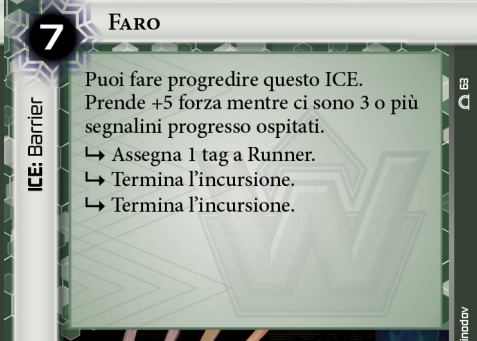 7
Faro
Puoi fare progredire questo ICE.
Prende +5 forza mentre ci sono 3 o più
segnalini progresso ospitati.
↳ Assegna 1 tag a Runner.
↳ Termina l'incursione.
↳ Termina l'incursione.
ICE: Barrier
63